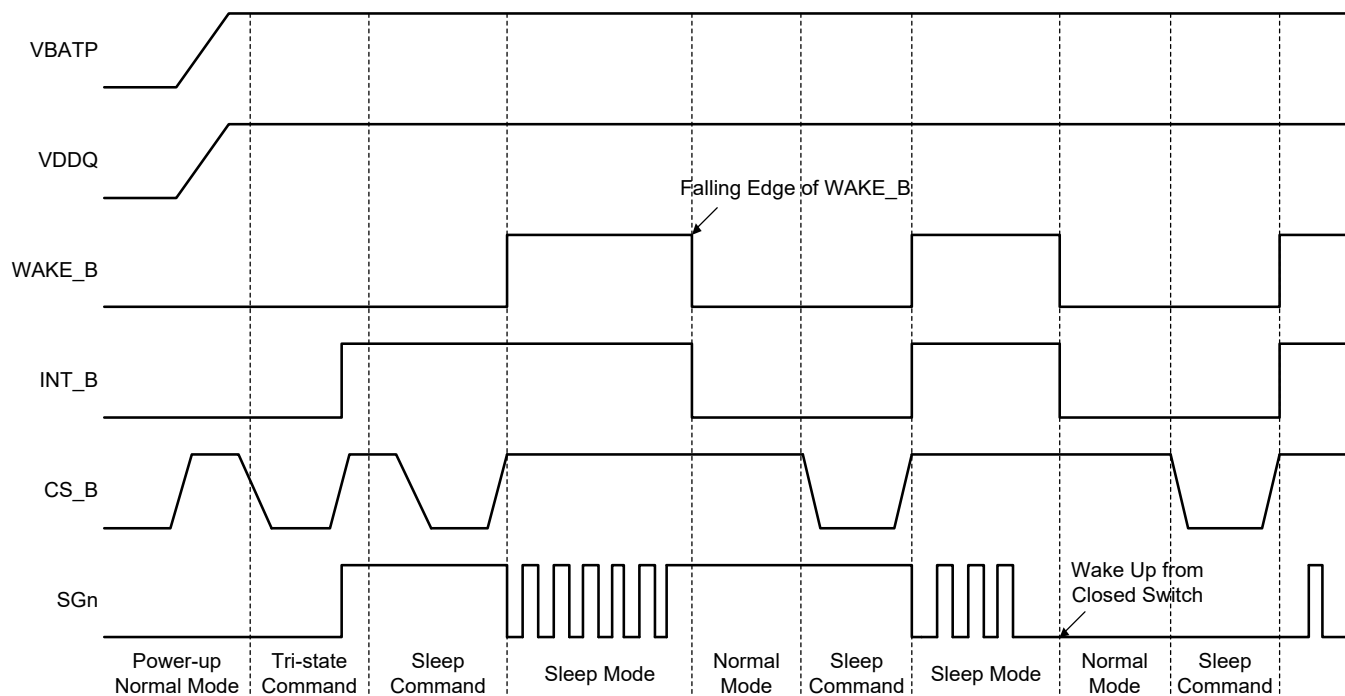 VBATP
VDDQ
Falling Edge of WAKE_B
WAKE_B
INT_B
CS_B
SGn
Wake Up from
Closed Switch
Power-up
Normal Mode
Tri-state
Command
Sleep
Command
Sleep Mode
Normal
Mode
Sleep
Command
Sleep Mode
Normal
Mode
Sleep
Command